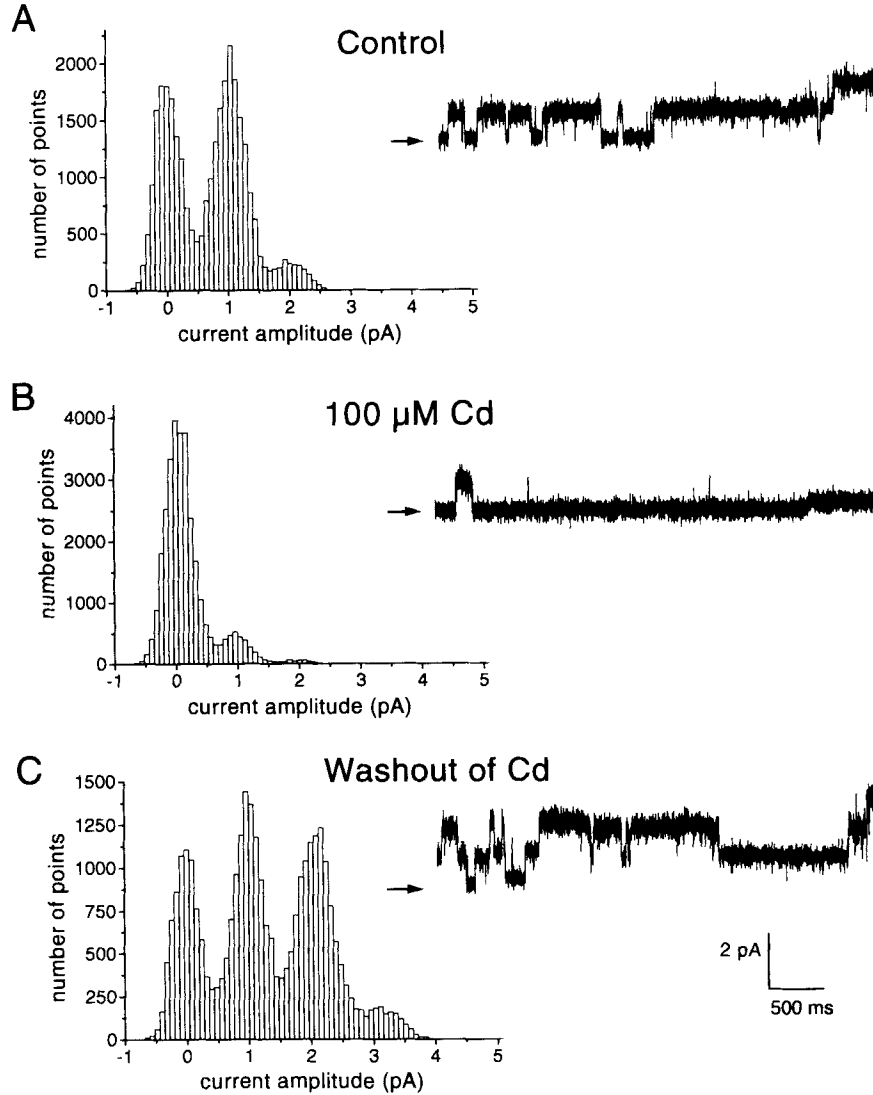 A
Control
number of points
2000
1500
1000
500
0
-1 0 1 2 3 4 5
current amplitude (pA)
B
100 µM Cd
number of points
4000
3000
2000
1000
0
-1 0 1 2 3 4 5
current amplitude (pA)
C
Washout of Cd
number of points
1500
1250
1000
750
500
250
0
-1 0 1 2 3 4 5
current amplitude (pA)
2 pA
500 ms